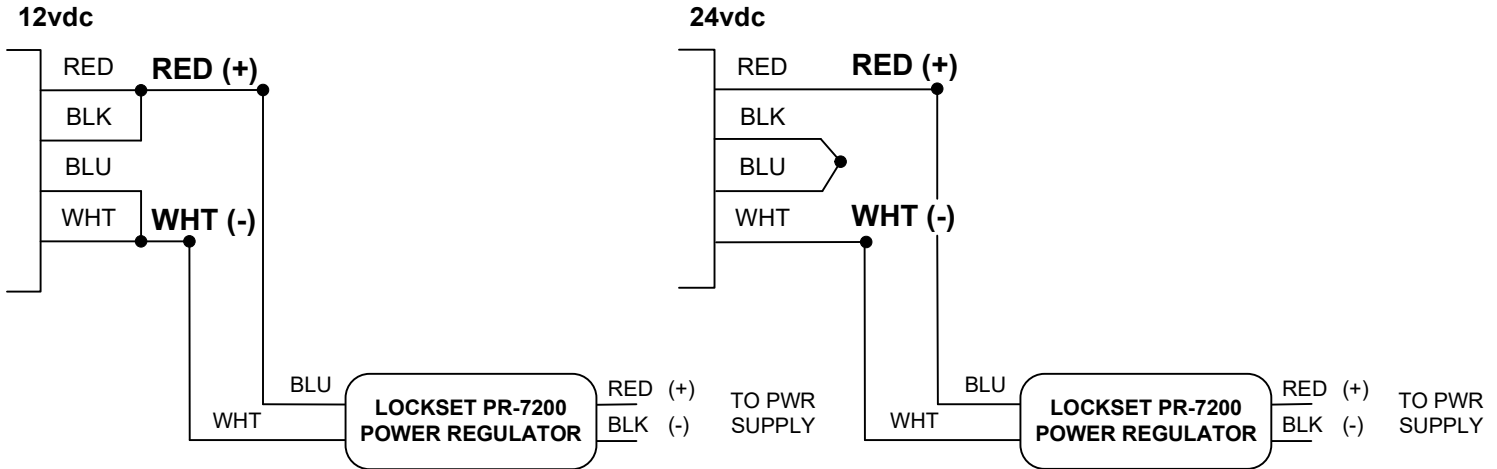 12vdc
RED RED (+)
BLK
BLU
WHT WHT (-)
BLU
WHT
LOCKSET PR-7200
POWER REGULATOR
RED (+)
BLK (-)
TO PWR
SUPPLY
24vdc
RED RED (+)
BLK
BLU
WHT WHT (-)
BLU
WHT
LOCKSET PR-7200
POWER REGULATOR
RED (+)
BLK (-)
TO PWR
SUPPLY